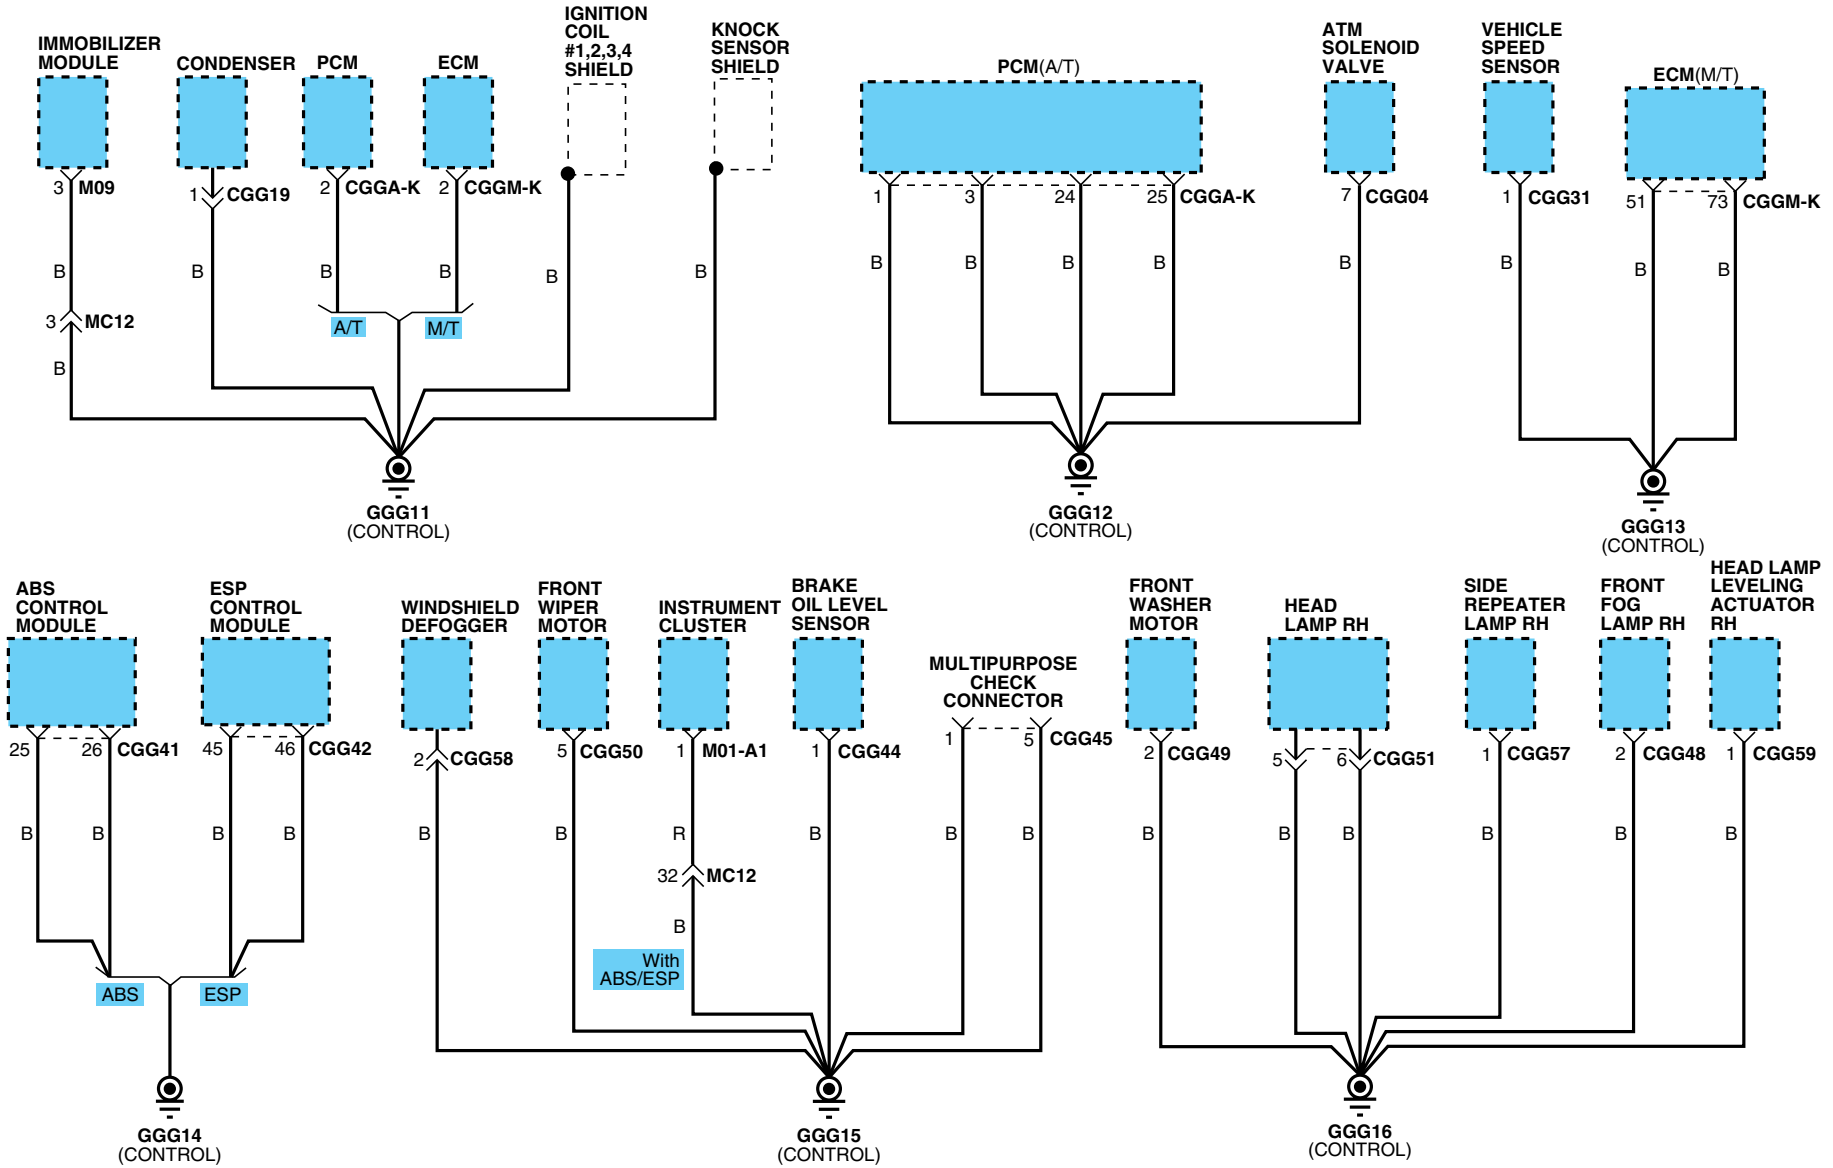 IMMOBILIZER
MODULE
CONDENSER
PCM
ECM
IGNITION
COIL
#1,2,3,4
SHIELD
KNOCK
SENSOR
SHIELD
3 M09
1 CGG19
2 CGGA-K
2 CGGM-K
B
B
B
B
B
B
3 MC12
A/T
M/T
B
GGG11
(CONTROL)
PCM(A/T)
ATM
SOLENOID
VALVE
1
3
24
25 CGGA-K
7 CGG04
B
B
B
B
B
GGG12
(CONTROL)
VEHICLE
SPEED
SENSOR
ECM(M/T)
1 CGG31
51
73 CGGM-K
B
B
B
GGG13
(CONTROL)
ABS
CONTROL
MODULE
ESP
CONTROL
MODULE
25
26 CGG41
45
46 CGG42
B
B
B
B
ABS
ESP
GGG14
(CONTROL)
WINDSHIELD
DEFOGGER
FRONT
WIPER
MOTOR
INSTRUMENT
CLUSTER
BRAKE
OIL LEVEL
SENSOR
MULTIPURPOSE
CHECK
CONNECTOR
2 CGG58
5 CGG50
1 M01-A1
1 CGG44
1
5 CGG45
B
B
R
B
B
B
32 MC12
B
With
ABS/ESP
GGG15
(CONTROL)
FRONT
WASHER
MOTOR
HEAD
LAMP RH
SIDE
REPEATER
LAMP RH
FRONT
FOG
LAMP RH
HEAD LAMP
LEVELING
ACTUATOR
RH
2 CGG49
5
6 CGG51
1 CGG57
2 CGG48
1 CGG59
B
B
B
B
B
B
GGG16
(CONTROL)